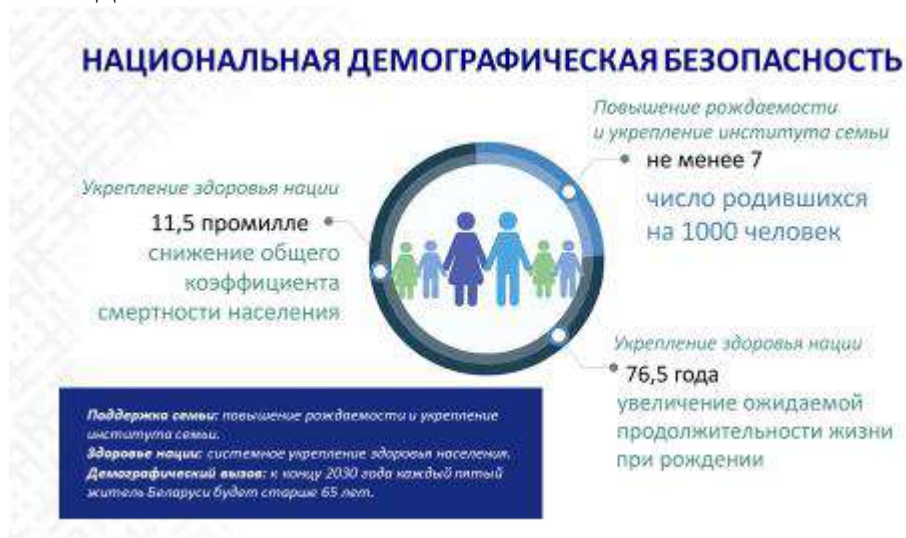 НАЦИОНАЛЬНАЯ ДЕМОГРАФИЧЕСКАЯ БЕЗОПАСНОСТЬ
Повышение рождаемости
и укрепление института семьи
не менее 7
число родившихся
на 1000 человек
Укрепление здоровья нации
11,5 промилле
снижение общего
коэффициента
смертности населения
Укрепление здоровья нации
76,5 года
увеличение ожидаемой
продолжительности жизни
при рождении
Поддержка семьи: повышение рождаемости и укрепление
института семьи.
Здоровье нации: системное укрепление здоровья населения.
Демографический вызов: к концу 2030 года каждый пятый
житель Беларуси будет старше 65 лет.